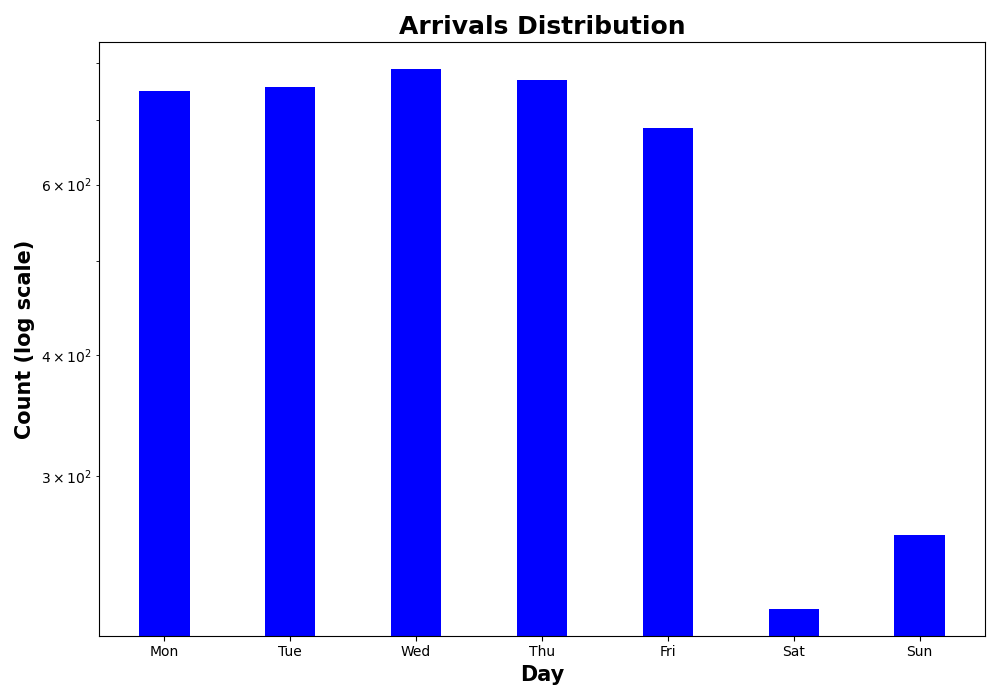 Arrivals Distribution
Count (log scale)
6 × 10²
4 × 10²
3 × 10²
Mon Tue Wed Thu Fri Sat Sun
Day